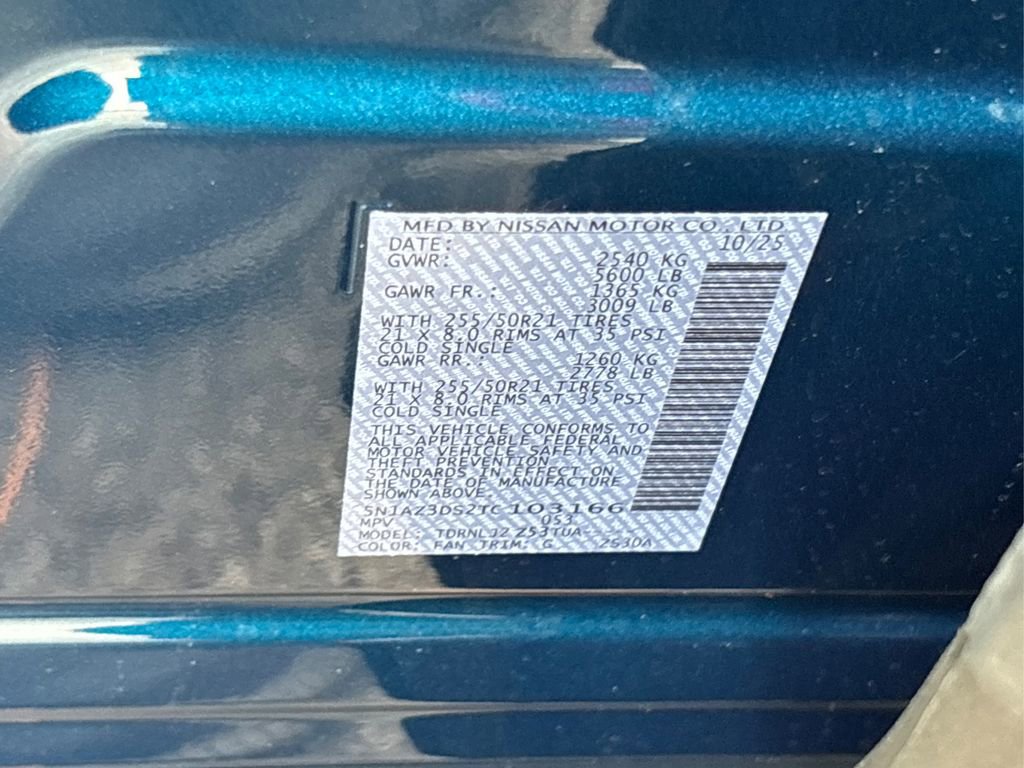 MFD BY NISSAN MOTOR CO., LTD
DATE: 10/25
GVWR: 2540 KG
5600 LB
GAWR FR.: 1365 KG
3009 LB
WITH 255/50R21 TIRES
21 X 8.0 RIMS AT 35 PSI
COLD SINGLE
GAWR RR.: 1260 KG
2778 LB
WITH 255/50R21 TIRES
21 X 8.0 RIMS AT 35 PSI
COLD SINGLE
THIS VEHICLE CONFORMS TO
ALL APPLICABLE FEDERAL
MOTOR VEHICLE SAFETY AND
THEFT PREVENTION
STANDARDS IN EFFECT ON
THE DATE OF MANUFACTURE
SHOWN ABOVE
5N1AZ3DS2TC103166
MPV 053
MODEL: TDRNLJZ Z53TUA
COLOR: FAN TRIM: G Z530A